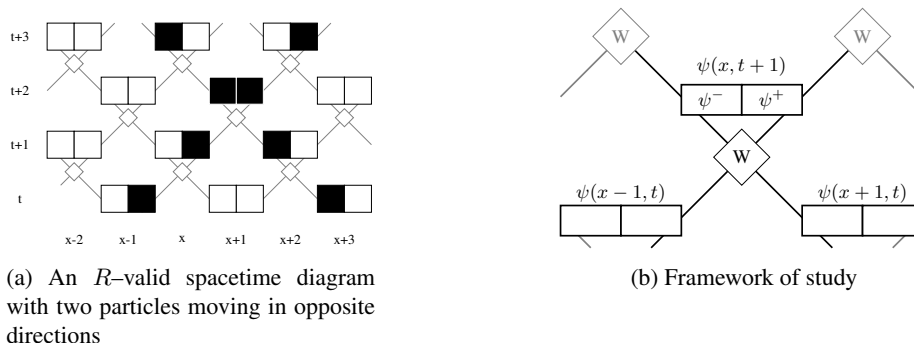 t+3
t+2
t+1
t
x-2 x-1 x x+1 x+2 x+3
(a) An R–valid spacetime diagram
with two particles moving in opposite
directions
W W
ψ(x, t + 1)
ψ⁻ ψ⁺
W
ψ(x − 1, t) ψ(x + 1, t)
(b) Framework of study